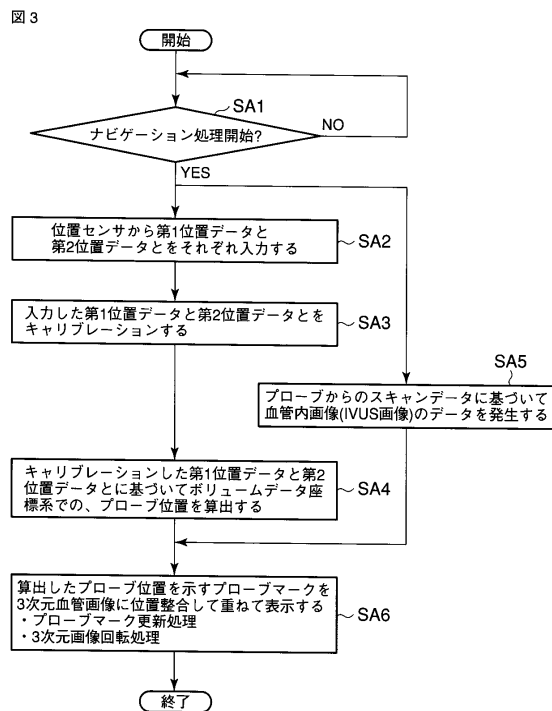 図3
開始
SA1
ナビゲーション処理開始?
NO
YES
位置センサから第1位置データと
第2位置データとをそれぞれ入力する
SA2
入力した第1位置データと第2位置データとを
キャリブレーションする
SA3
SA5
プローブからのスキャンデータに基づいて
血管内画像(IVUS画像)のデータを発生する
キャリブレーションした第1位置データと第2
位置データとに基づいてボリュームデータ座
標系での、プローブ位置を算出する
SA4
算出したプローブ位置を示すプローブマークを
3次元血管画像に位置整合して重ねて表示する
・プローブマーク更新処理
・3次元画像回転処理
SA6
終了